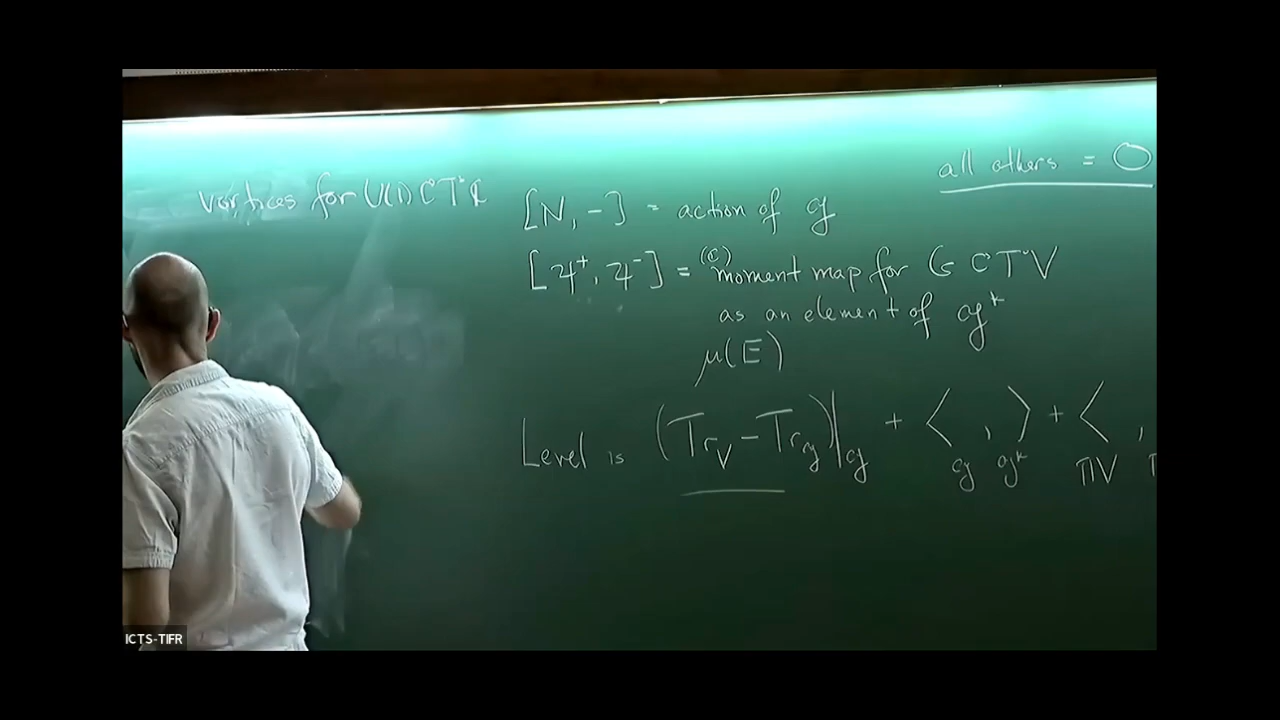 vortices for U(1) C T*C
all others = 0
[N, -] = action of g
[ψ⁺, ψ⁻] = (C) moment map for G C T*V
as an element of g*
μ(E)
Level is (Tr_V - Tr_g)|_g + < , >_{g g*} + < ,
ΠV
ICTS-TIFR